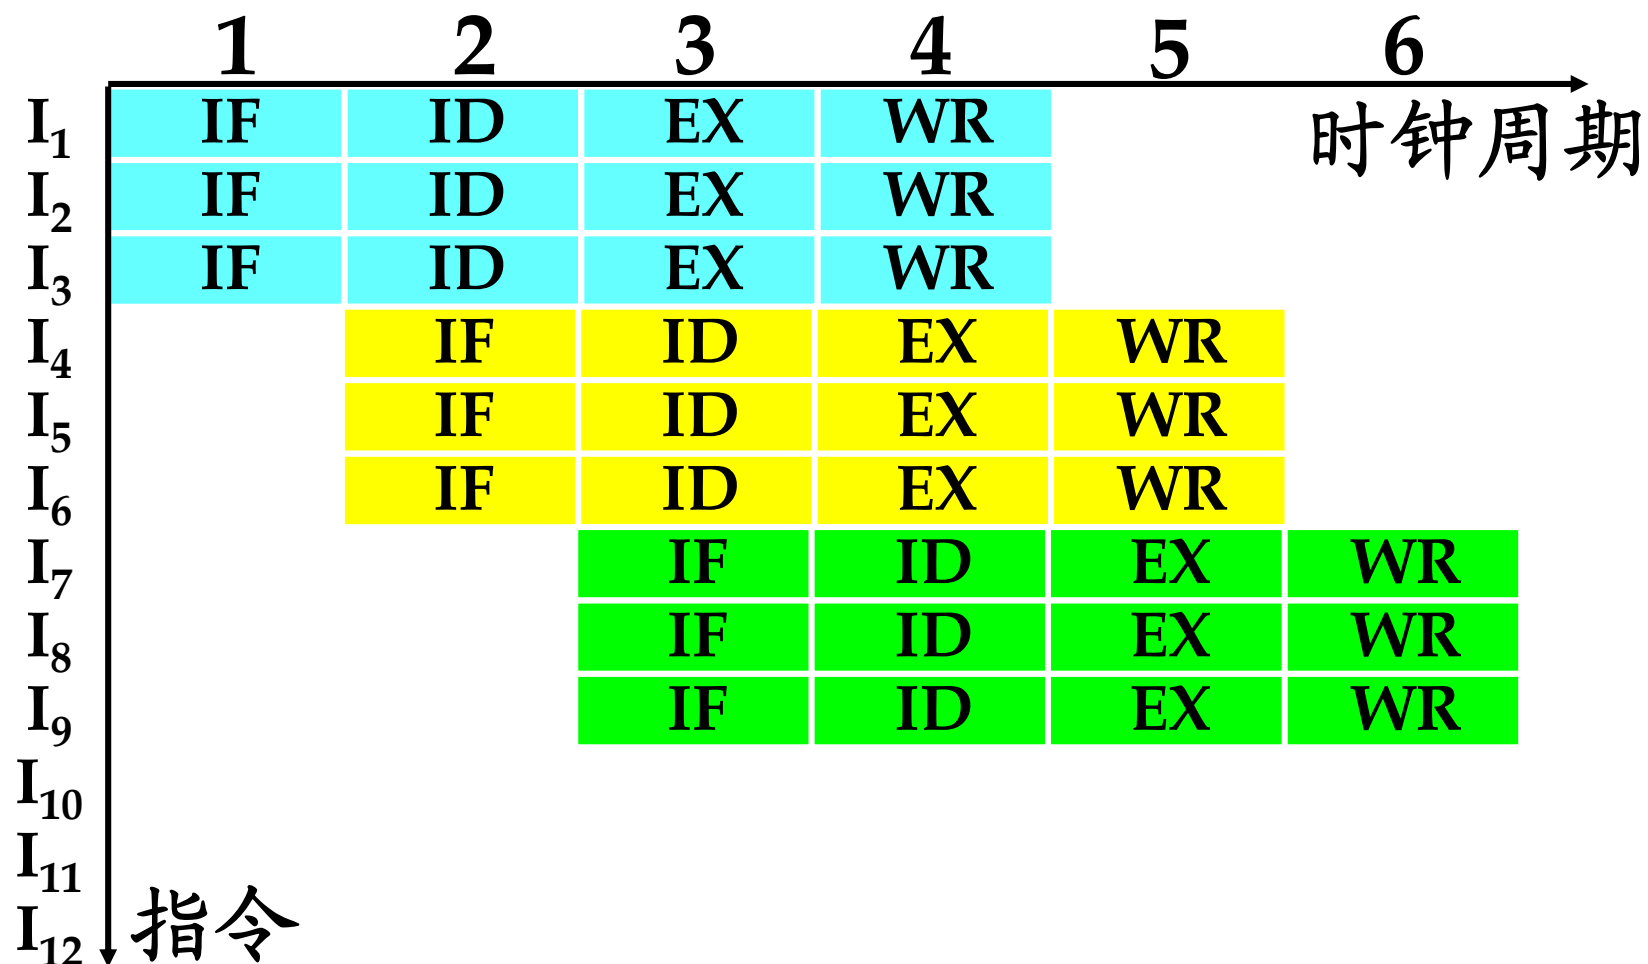 1 2 3 4 5 6
时钟周期
I1 IF ID EX WR
I2 IF ID EX WR
I3 IF ID EX WR
I4 IF ID EX WR
I5 IF ID EX WR
I6 IF ID EX WR
I7 IF ID EX WR
I8 IF ID EX WR
I9 IF ID EX WR
I10
I11
I12
指令